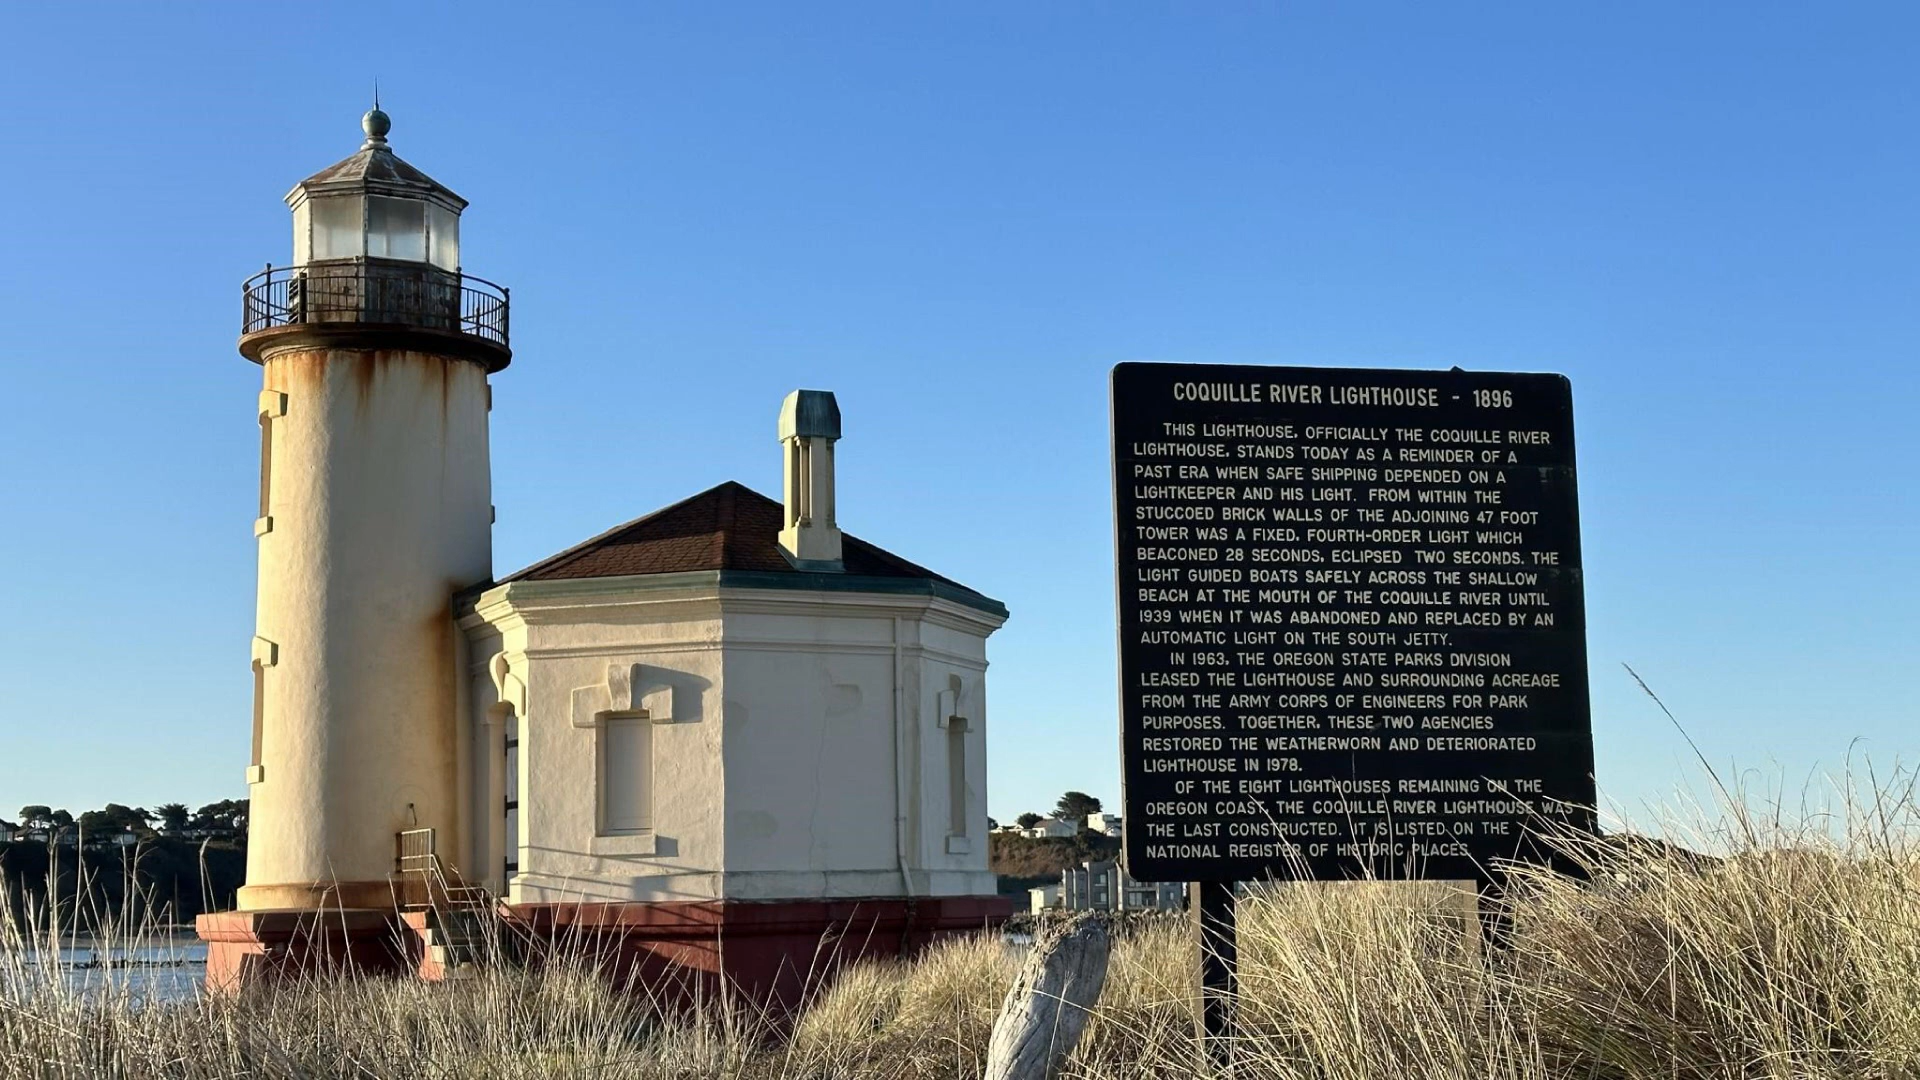 COQUILLE RIVER LIGHTHOUSE - 1896
THIS LIGHTHOUSE, OFFICIALLY THE COQUILLE RIVER
LIGHTHOUSE, STANDS TODAY AS A REMINDER OF A
PAST ERA WHEN SAFE SHIPPING DEPENDED ON A
LIGHTKEEPER AND HIS LIGHT. FROM WITHIN THE
STUCCOED BRICK WALLS OF THE ADJOINING 47 FOOT
TOWER WAS A FIXED, FOURTH-ORDER LIGHT WHICH
BEACONED 28 SECONDS, ECLIPSED TWO SECONDS. THE
LIGHT GUIDED BOATS SAFELY ACROSS THE SHALLOW
BEACH AT THE MOUTH OF THE COQUILLE RIVER UNTIL
1939 WHEN IT WAS ABANDONED AND REPLACED BY AN
AUTOMATIC LIGHT ON THE SOUTH JETTY.
IN 1963, THE OREGON STATE PARKS DIVISION
LEASED THE LIGHTHOUSE AND SURROUNDING ACREAGE
FROM THE ARMY CORPS OF ENGINEERS FOR PARK
PURPOSES. TOGETHER, THESE TWO AGENCIES
RESTORED THE WEATHERWORN AND DETERIORATED
LIGHTHOUSE IN 1978.
OF THE EIGHT LIGHTHOUSES REMAINING ON THE
OREGON COAST, THE COQUILLE RIVER LIGHTHOUSE WAS
THE LAST CONSTRUCTED. IT IS LISTED ON THE
NATIONAL REGISTER OF HISTORIC PLACES.